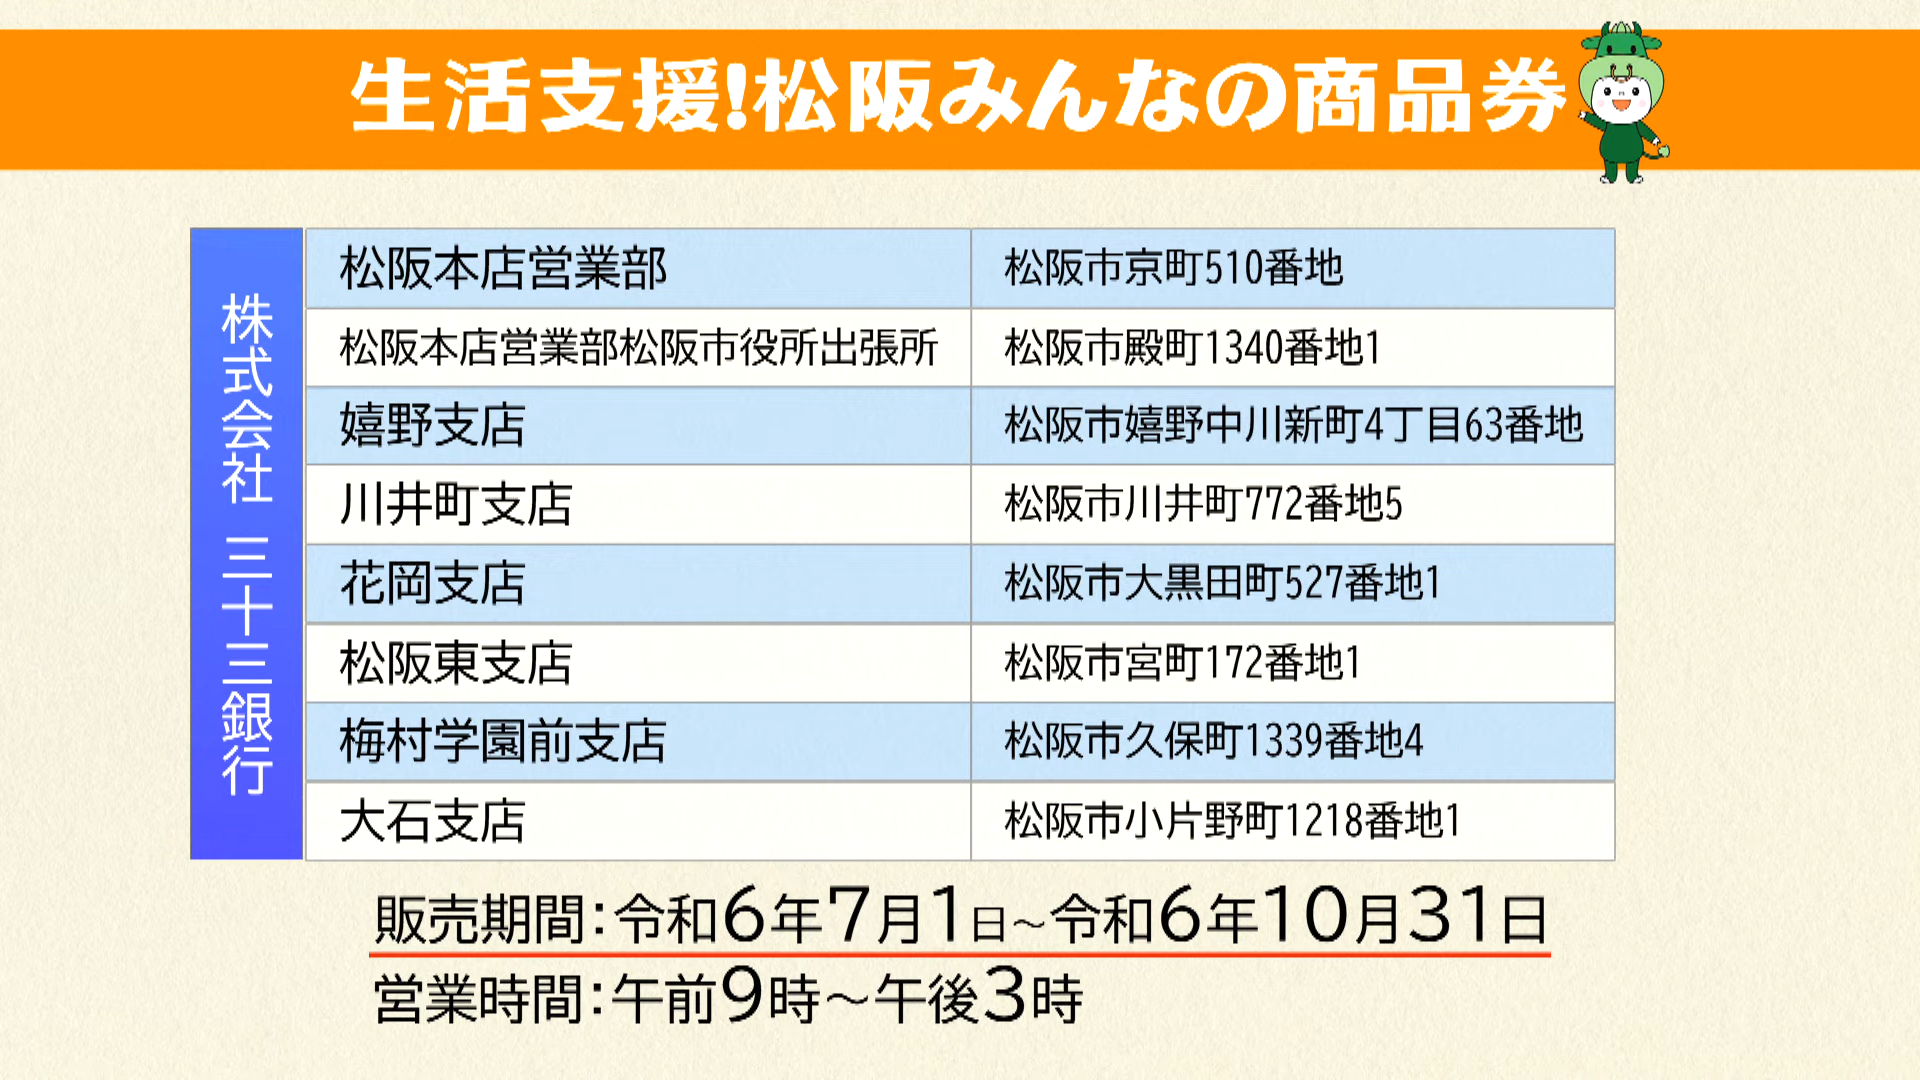 生活支援!松阪みんなの商品券
株式会社 三十三銀行
松阪本店営業部 松阪市京町510番地
松阪本店営業部松阪市役所出張所 松阪市殿町1340番地1
嬉野支店 松阪市嬉野中川新町4丁目63番地
川井町支店 松阪市川井町772番地5
花岡支店 松阪市大黒田町527番地1
松阪東支店 松阪市宮町172番地1
梅村学園前支店 松阪市久保町1339番地4
大石支店 松阪市小片野町1218番地1
販売期間:令和6年7月1日~令和6年10月31日
営業時間:午前9時~午後3時